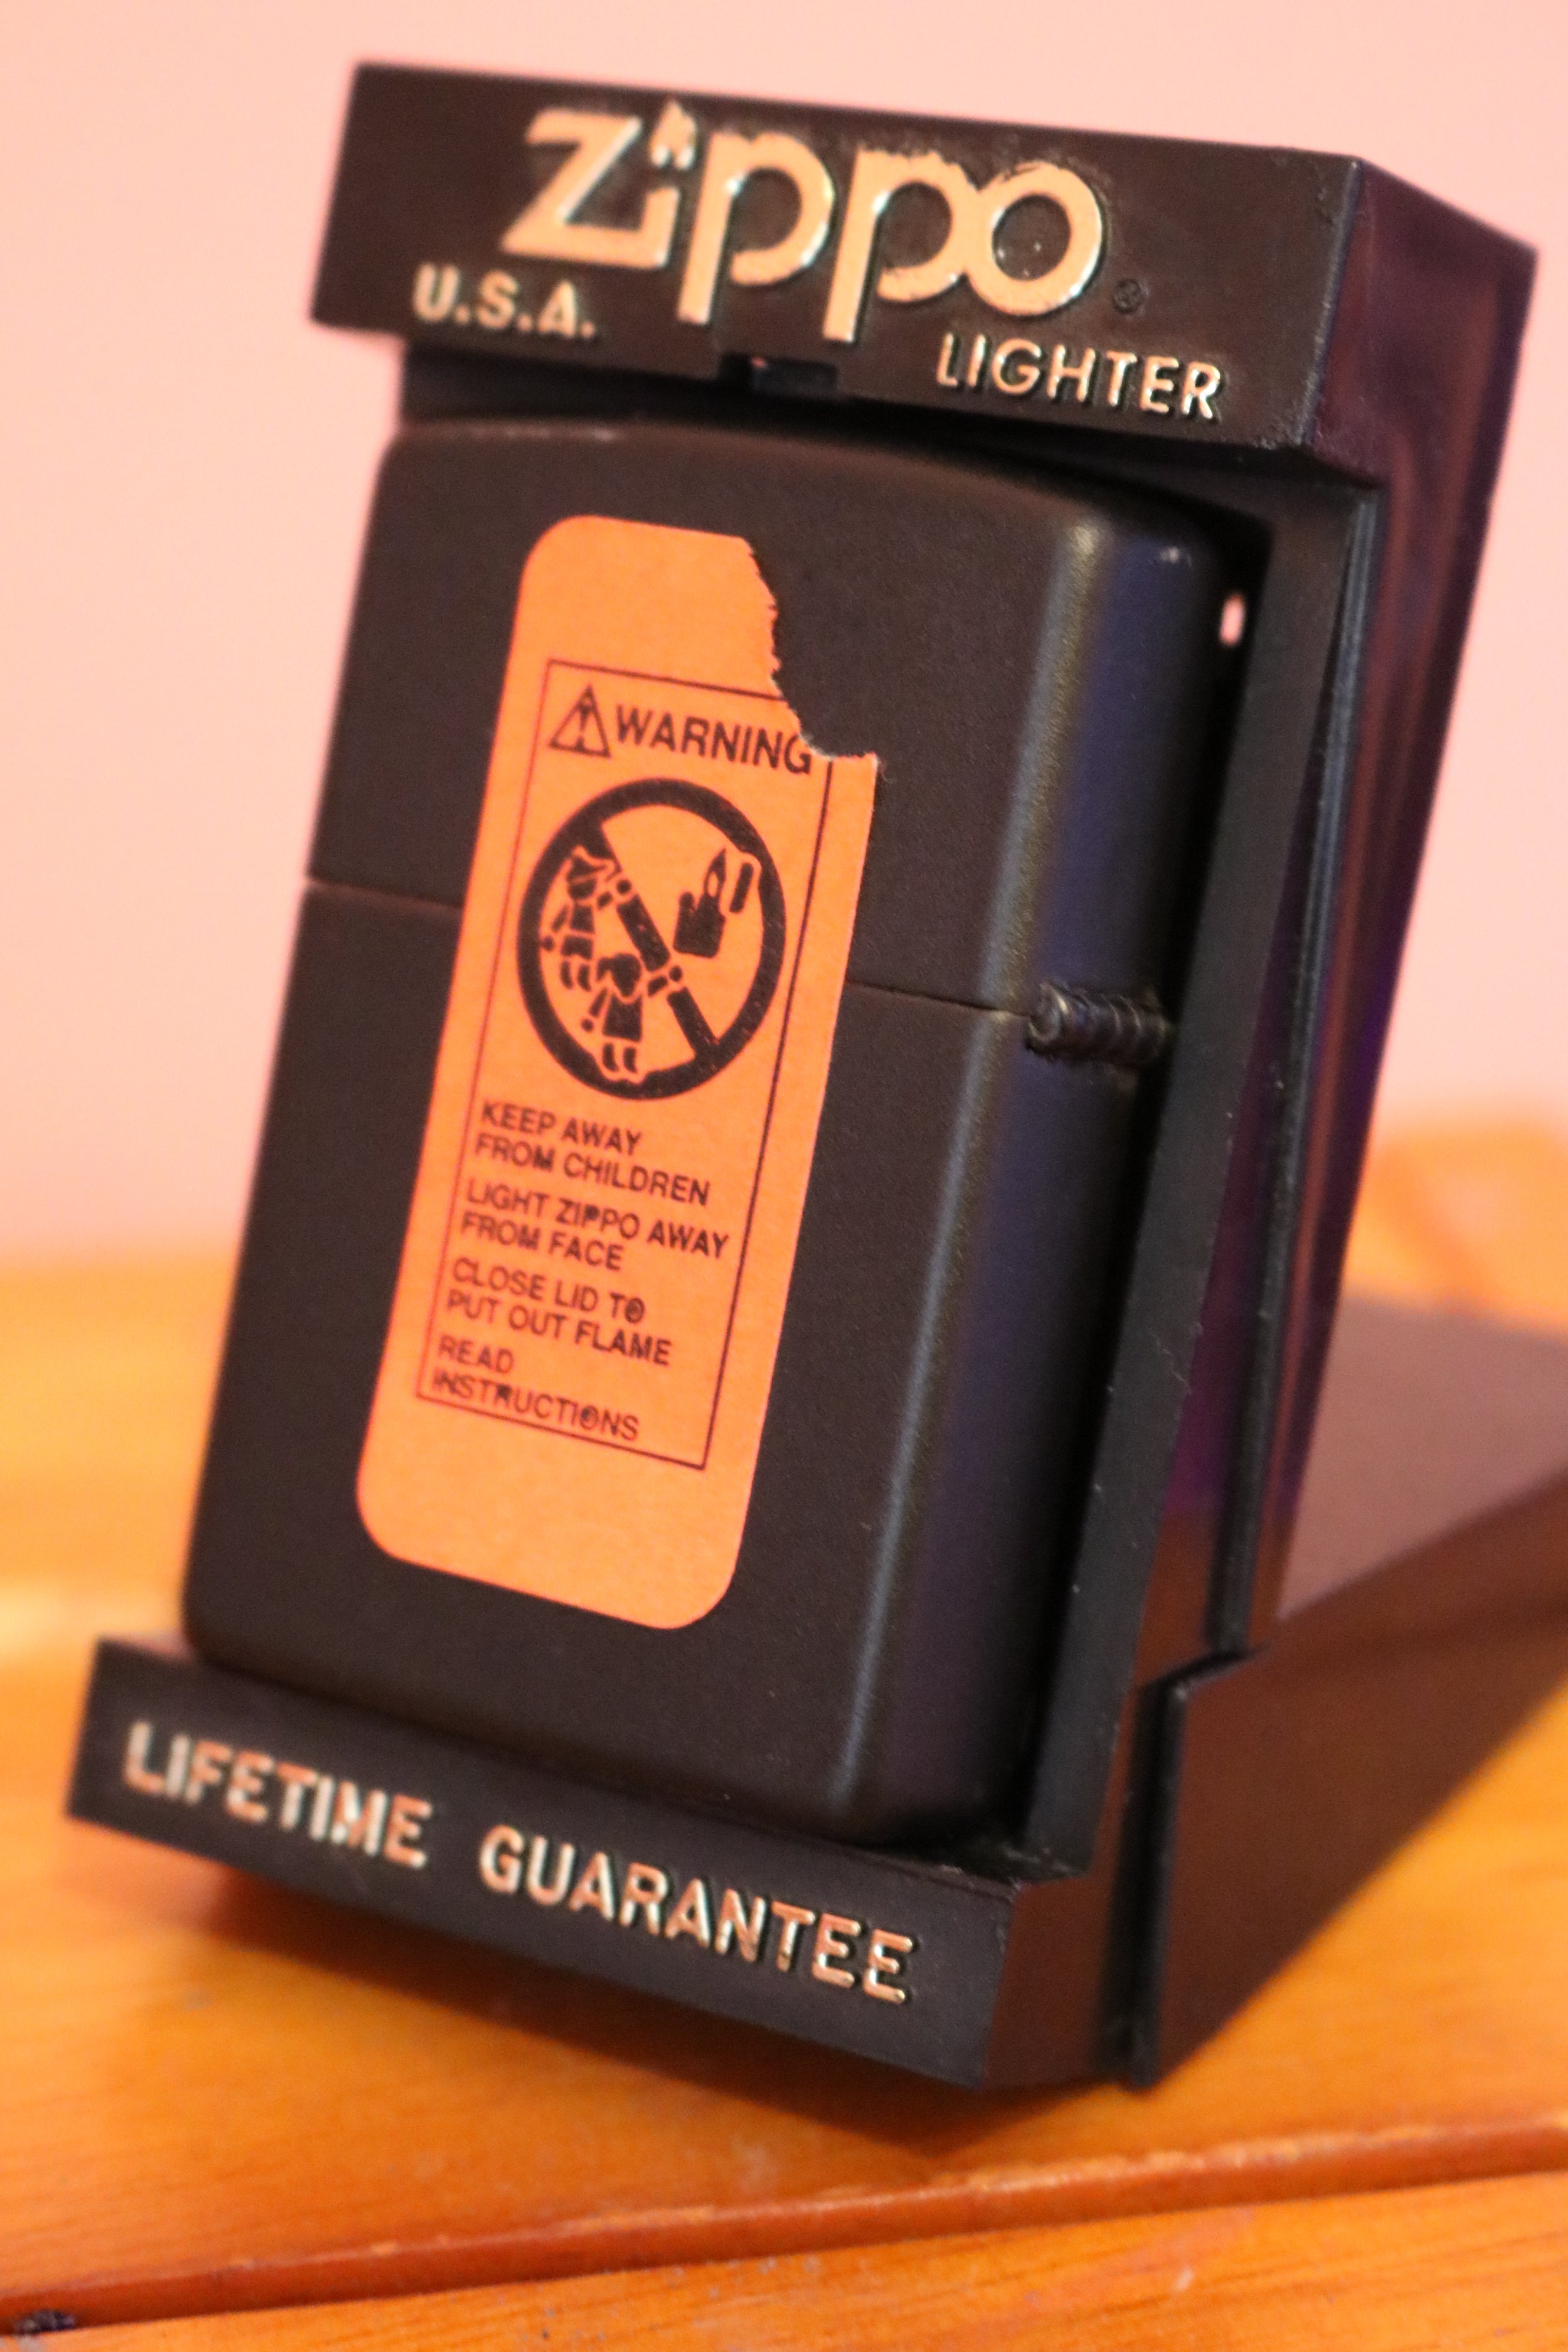 Zippo®
U.S.A.
LIGHTER
WARNING
KEEP AWAY
FROM CHILDREN
LIGHT ZIPPO AWAY
FROM FACE
CLOSE LID TO
PUT OUT FLAME
READ
INSTRUCTIONS
LIFETIME GUARANTEE